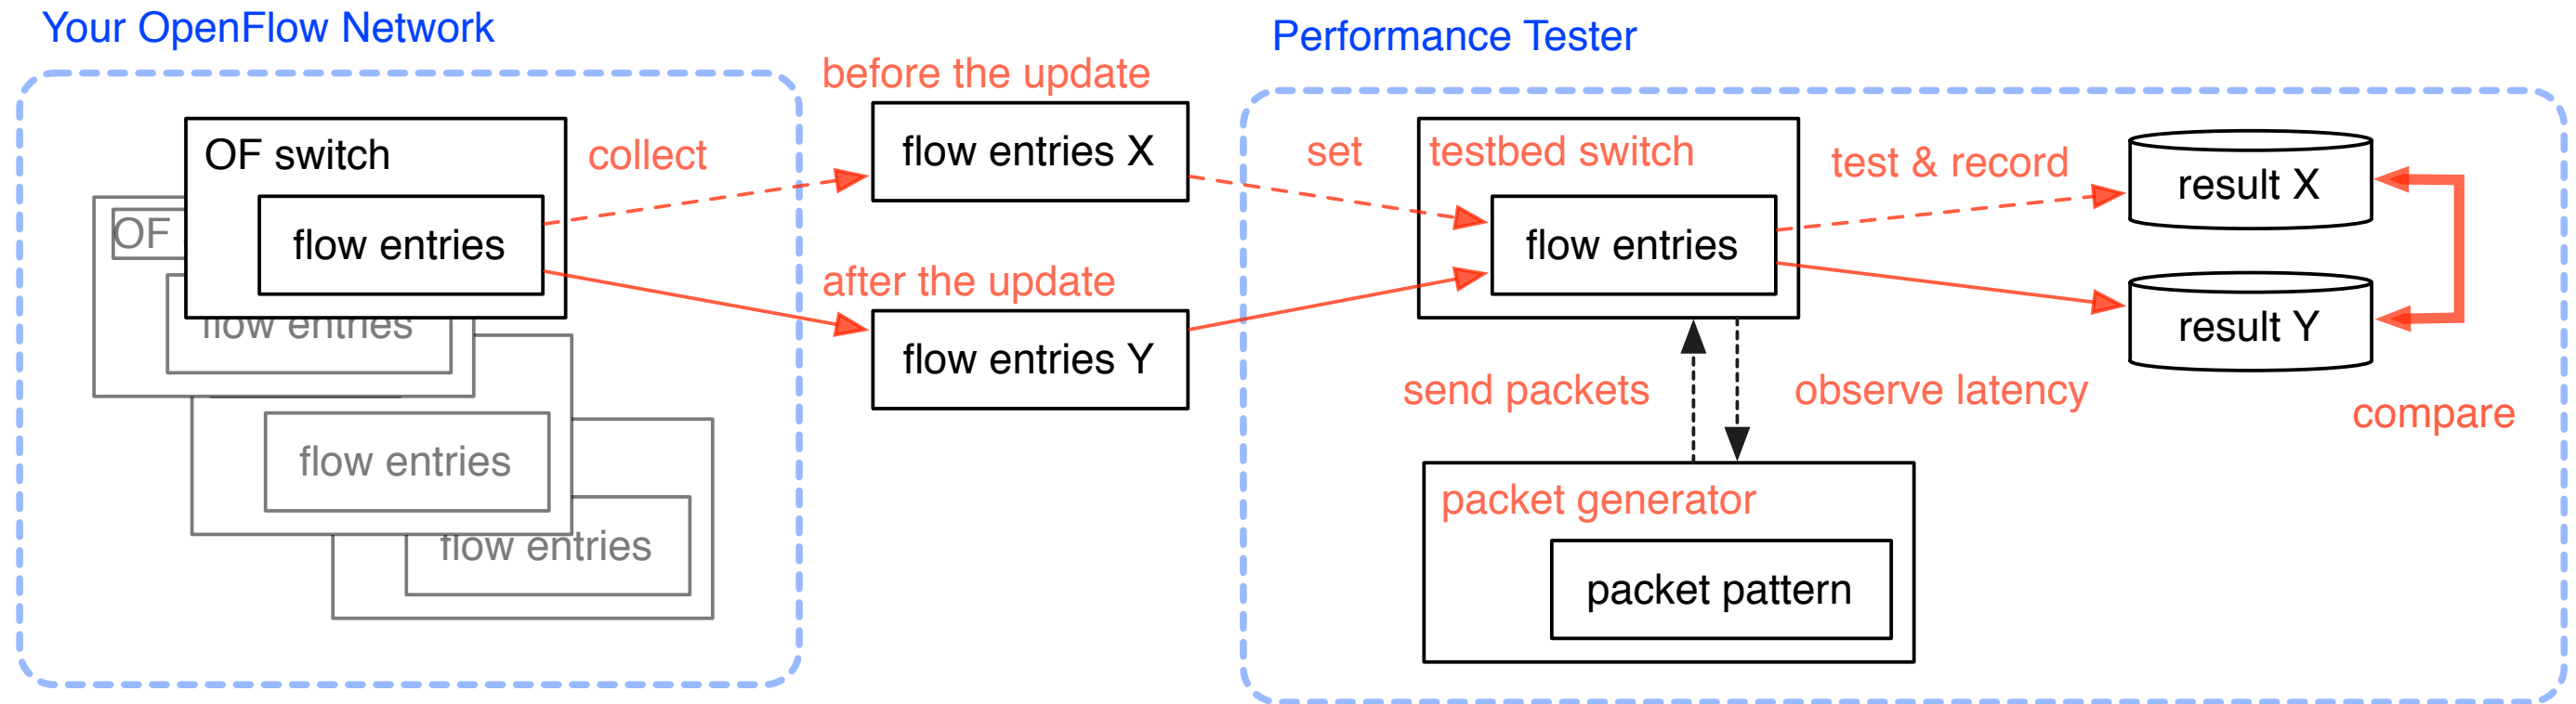 Your OpenFlow Network
OF switch
flow entries
OF
flow entries
flow entries
flow entries
collect
before the update
flow entries X
after the update
flow entries Y
Performance Tester
set
testbed switch
flow entries
test & record
result X
result Y
compare
send packets
observe latency
packet generator
packet pattern